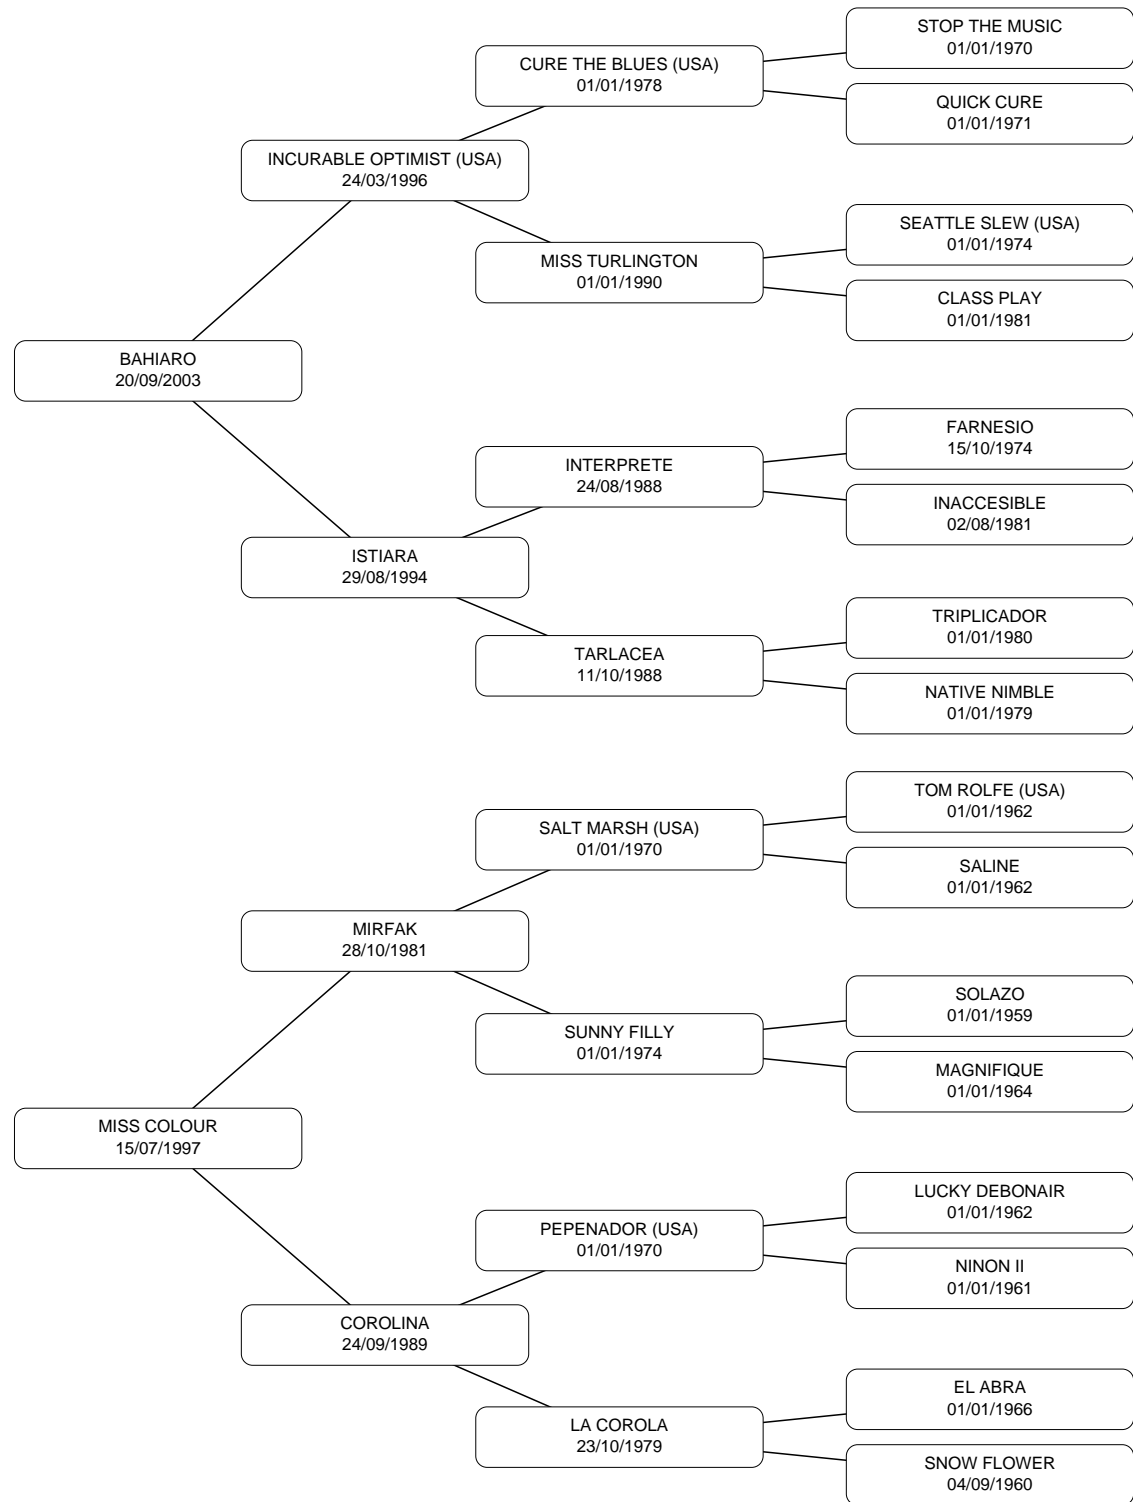 STOP THE MUSIC
01/01/1970
CURE THE BLUES (USA)
01/01/1978
QUICK CURE
01/01/1971
INCURABLE OPTIMIST (USA)
24/03/1996
SEATTLE SLEW (USA)
01/01/1974
MISS TURLINGTON
01/01/1990
CLASS PLAY
01/01/1981
BAHIARO
20/09/2003
FARNESIO
15/10/1974
INTERPRETE
24/08/1988
INACCESIBLE
02/08/1981
ISTIARA
29/08/1994
TRIPLICADOR
01/01/1980
TARLACEA
11/10/1988
NATIVE NIMBLE
01/01/1979
TOM ROLFE (USA)
01/01/1962
SALT MARSH (USA)
01/01/1970
SALINE
01/01/1962
MIRFAK
28/10/1981
SOLAZO
01/01/1959
SUNNY FILLY
01/01/1974
MAGNIFIQUE
01/01/1964
MISS COLOUR
15/07/1997
LUCKY DEBONAIR
01/01/1962
PEPENADOR (USA)
01/01/1970
NINON II
01/01/1961
COROLINA
24/09/1989
EL ABRA
01/01/1966
LA COROLA
23/10/1979
SNOW FLOWER
04/09/1960